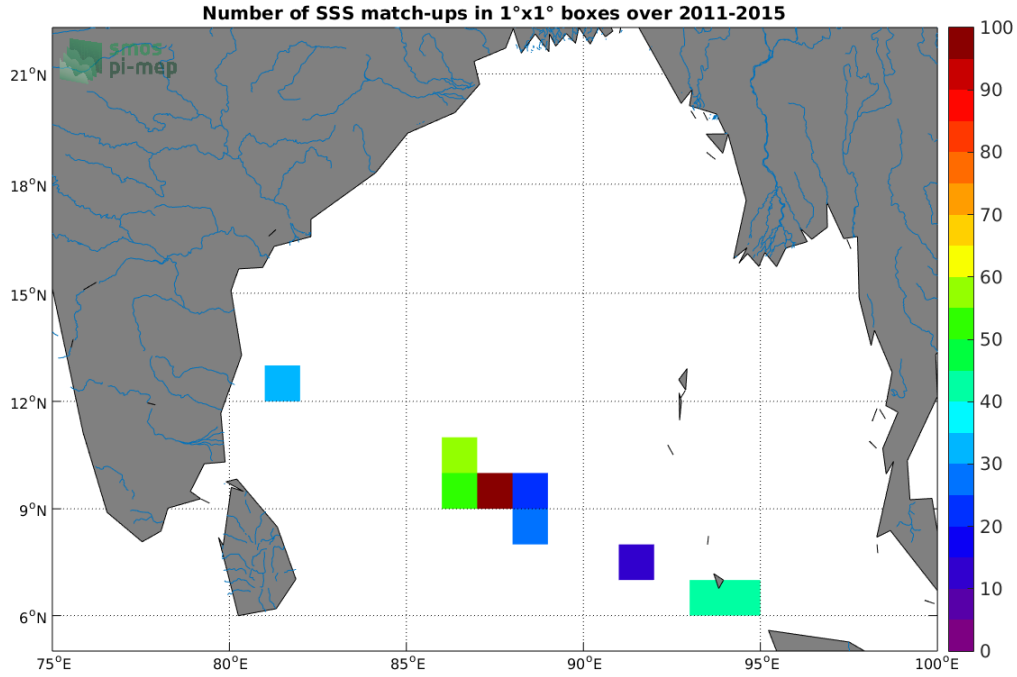 Number of SSS match-ups in 1°x1° boxes over 2011-2015
smos
pi-mep
21°N
18°N
15°N
12°N
9°N
6°N
75°E
80°E
85°E
90°E
95°E
100°E
100
90
80
70
60
50
40
30
20
10
0